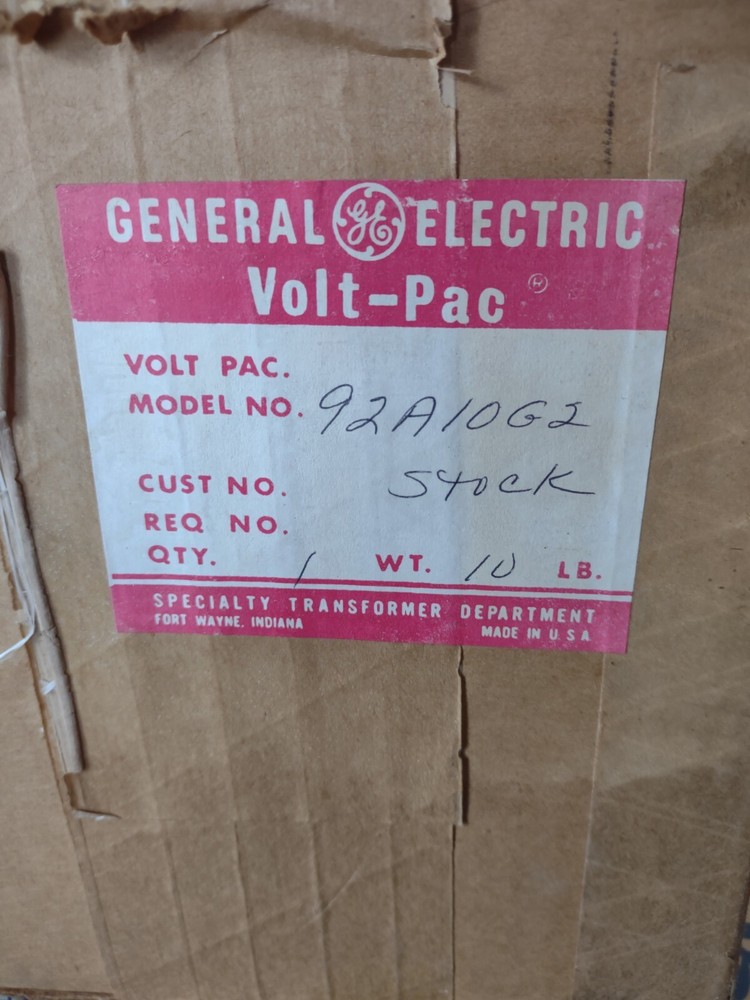 GENERAL GE ELECTRIC
Volt-Pac ®
VOLT PAC.
MODEL NO. 92A10G2
CUST NO. STOCK
REQ NO.
QTY. 1 WT. 10 LB.
SPECIALTY TRANSFORMER DEPARTMENT
FORT WAYNE, INDIANA MADE IN U S A